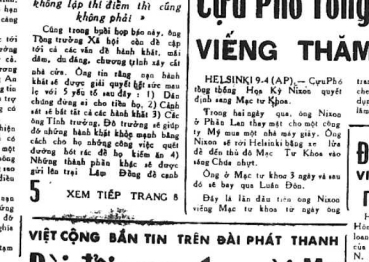 không lập thi điểm thì cũng
không phải »
Cũng trong buổi họp báo này, ông
Tổng trưởng Xã hội còn đề cập
tới cả các vấn đề hành khất, mãi
dâm, du đãng, chương trình xây cất
nhà cửa. Ông tin rằng nạn hành
khất sẽ được giải quyết hết sức mau
lẹ với 5 yếu tố sau đây : 1) Dân
chúng đừng ai cho tiền họ, 2) Cảnh
sát sẽ bắt tất cả các hành khất 3) Các
ông Tỉnh trưởng, Đô trưởng sẽ giúp
đỡ những hành khất khỏe mạnh bằng
cách cho họ những công việc quét
đường hót rác để họ kiếm ăn 4)
Những thành phần khác sẽ được
gửi lên trại Lâm Đồng để canh
5 XEM TIẾP TRANG 8
Cựu Phó Tổng
VIẾNG THĂM
HELSINKI 9.4 (AP).— Cựu Phó
tổng thống Hoa Kỳ Nixon quyết
định sang Mạc tư Khoa.
Trong hai ngày qua, ông Nixon
ở Phần Lan thay mặt cho một công
ty Mỹ mua một nhà máy giấy. Ông
Nixon sẽ rời Helsinki bằng xe lửa
để đến thủ đô Mạc Tư Khoa vào
sáng Chúa nhựt.
Ông ở Mạc tư khoa 3 ngày và sau
đó sẽ bay qua Luân Đôn.
Đây là lần đầu tiên ông Nixon
viếng Mạc tư khoa từ ngày ông
VIỆT CỘNG BẮN TIN TRÊN ĐÀI PHÁT THANH